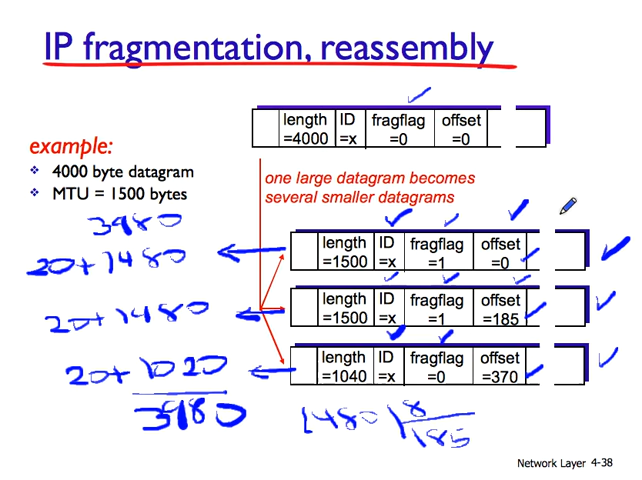 IP fragmentation, reassembly
example:
❖ 4000 byte datagram
❖ MTU = 1500 bytes
length ID fragflag offset
=4000 =x =0 =0
one large datagram becomes
several smaller datagrams
3980
20+1480
length ID fragflag offset
=1500 =x =1 =0
20+1480
length ID fragflag offset
=1500 =x =1 =185
20+1020
length ID fragflag offset
=1040 =x =0 =370
3980
1480 8
185
Network Layer 4-38